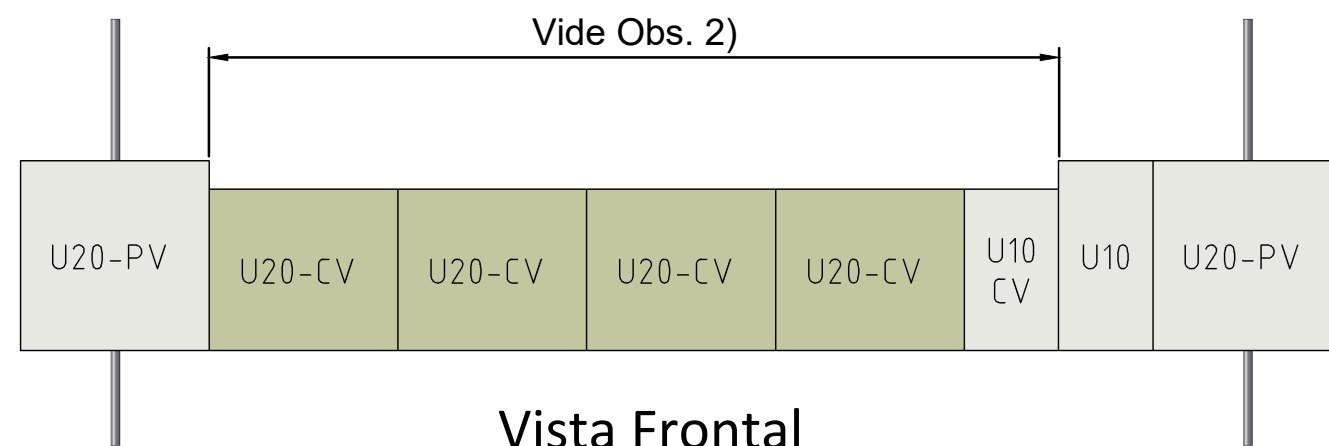 Vide Obs. 2)
U20-PV
U20-CV
U20-CV
U20-CV
U20-CV
U10
CV
U10
U20-PV
Vista Frontal